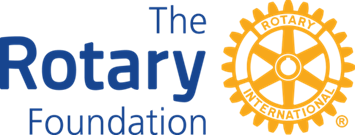 The
Rotary
Foundation
ROTARY
INTERNATIONAL
®